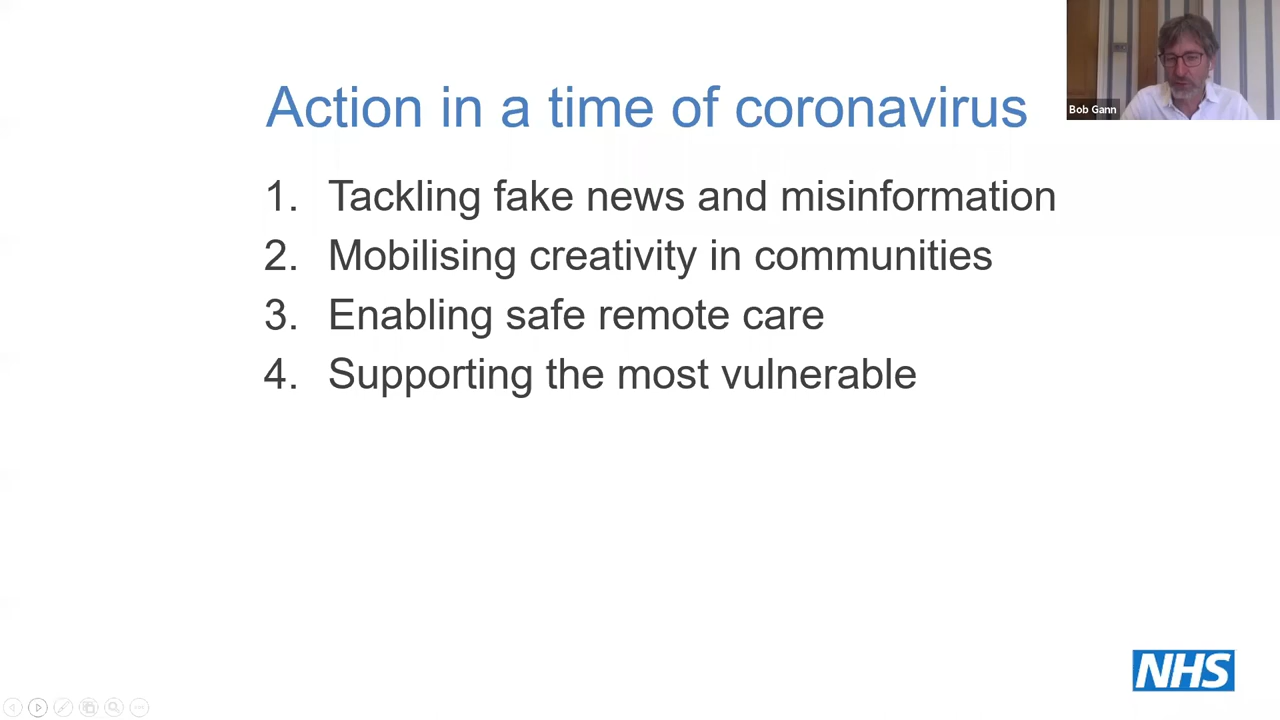 Action in a time of coronavirus
Bob Gann
1. Tackling fake news and misinformation
2. Mobilising creativity in communities
3. Enabling safe remote care
4. Supporting the most vulnerable
NHS